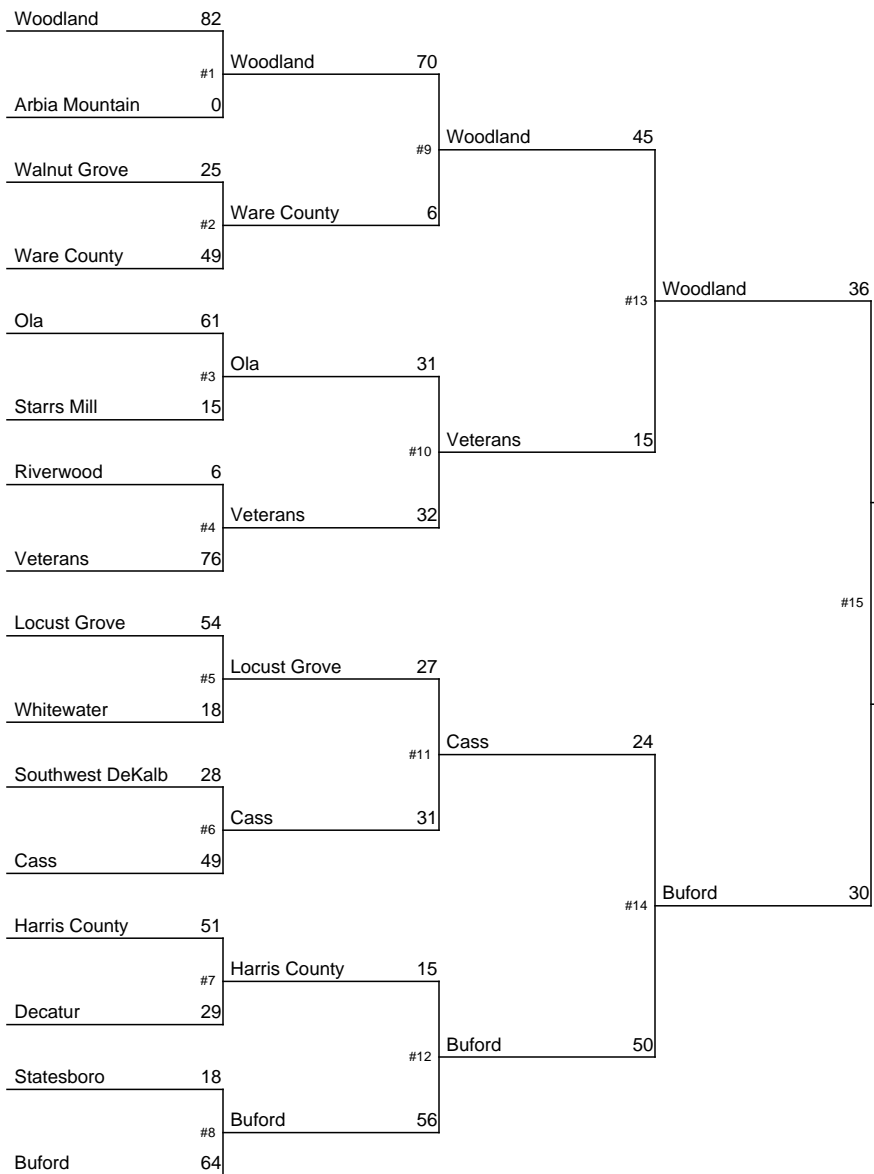 Woodland 82
Woodland 70
#1
Arbia Mountain 0
Woodland 45
#9
Walnut Grove 25
Ware County 6
#2
Ware County 49
Woodland 36
#13
Ola 61
Ola 31
#3
Starrs Mill 15
Veterans 15
#10
Riverwood 6
Veterans 32
#4
Veterans 76
#15
Locust Grove 54
Locust Grove 27
#5
Whitewater 18
Cass 24
#11
Southwest DeKalb 28
Cass 31
#6
Cass 49
Buford 30
#14
Harris County 51
Harris County 15
#7
Decatur 29
Buford 50
#12
Statesboro 18
Buford 56
#8
Buford 64